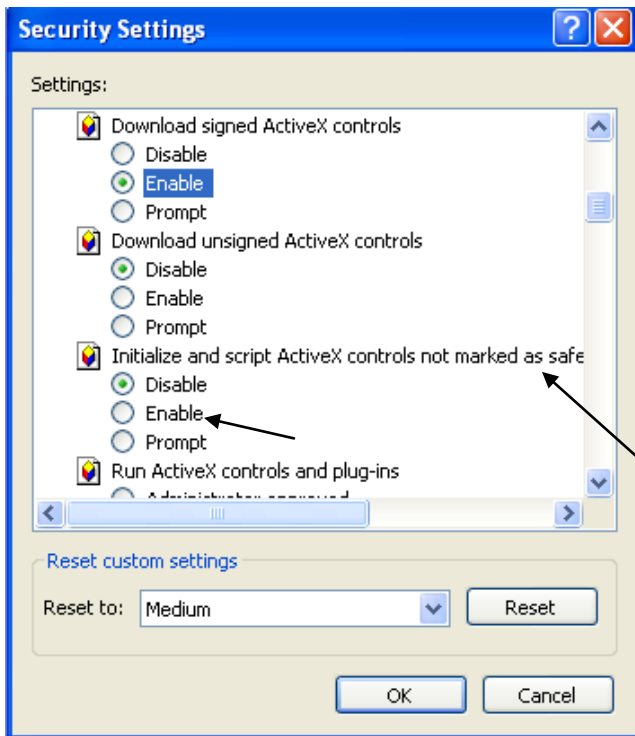 Security Settings
Settings:
Download signed ActiveX controls
Disable
Enable
Prompt
Download unsigned ActiveX controls
Disable
Enable
Prompt
Initialize and script ActiveX controls not marked as safe
Disable
Enable
Prompt
Run ActiveX controls and plug-ins
Administrator approved
Reset custom settings
Reset to: Medium Reset
OK Cancel